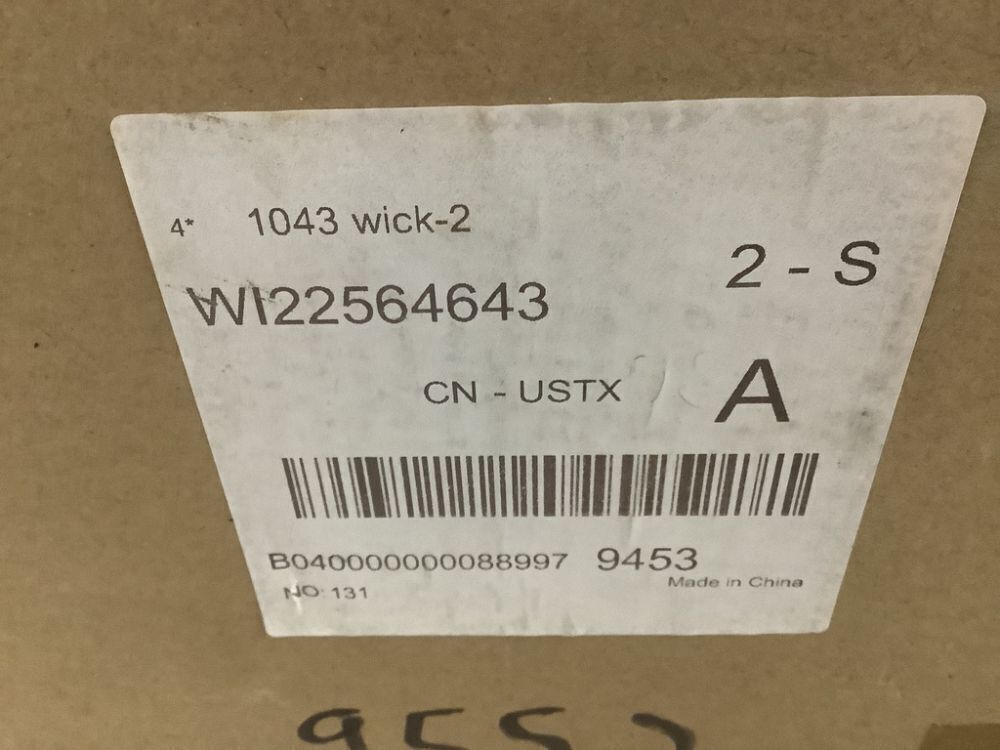 4* 1043 wick-2
2 - S
WI22564643
CN - USTX
A
B040000000088997 9453
Made in China
NO: 131